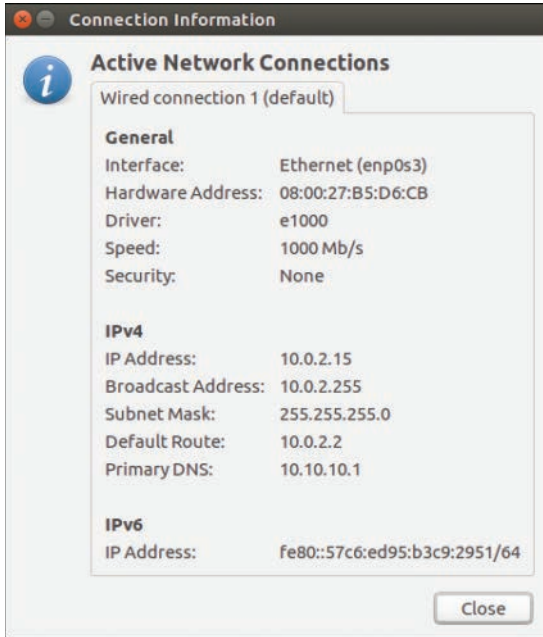 Connection Information
Active Network Connections
Wired connection 1 (default)
General
Interface: Ethernet (enp0s3)
Hardware Address: 08:00:27:B5:D6:CB
Driver: e1000
Speed: 1000 Mb/s
Security: None
IPv4
IP Address: 10.0.2.15
Broadcast Address: 10.0.2.255
Subnet Mask: 255.255.255.0
Default Route: 10.0.2.2
Primary DNS: 10.10.10.1
IPv6
IP Address: fe80::57c6:ed95:b3c9:2951/64
Close